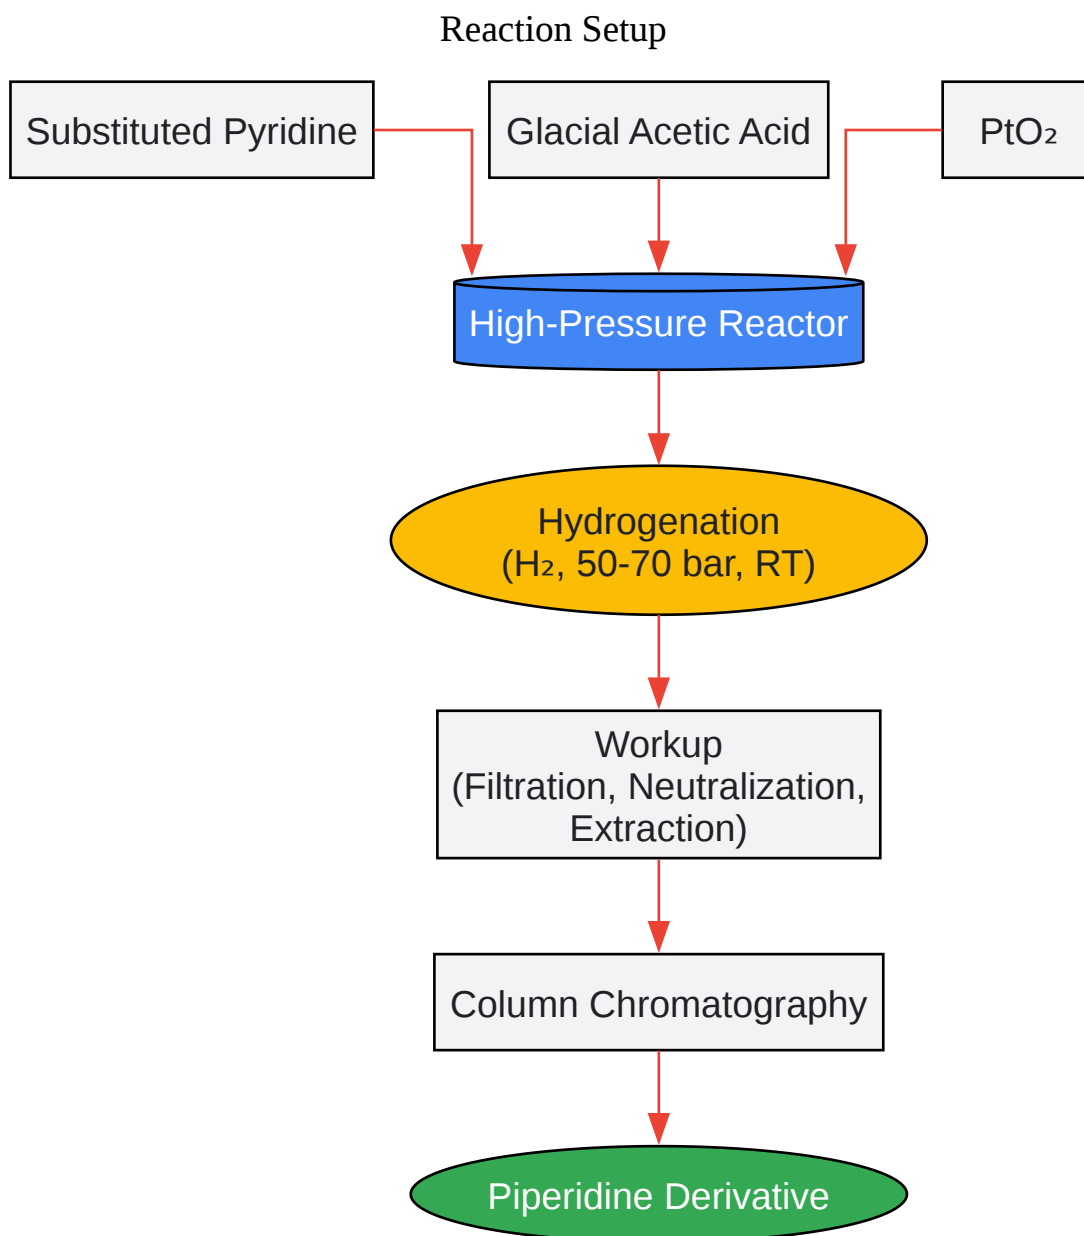 Reaction Setup
Substituted Pyridine
Glacial Acetic Acid
PtO₂
High-Pressure Reactor
Hydrogenation
(H₂, 50-70 bar, RT)
Workup
(Filtration, Neutralization,
Extraction)
Column Chromatography
Piperidine Derivative